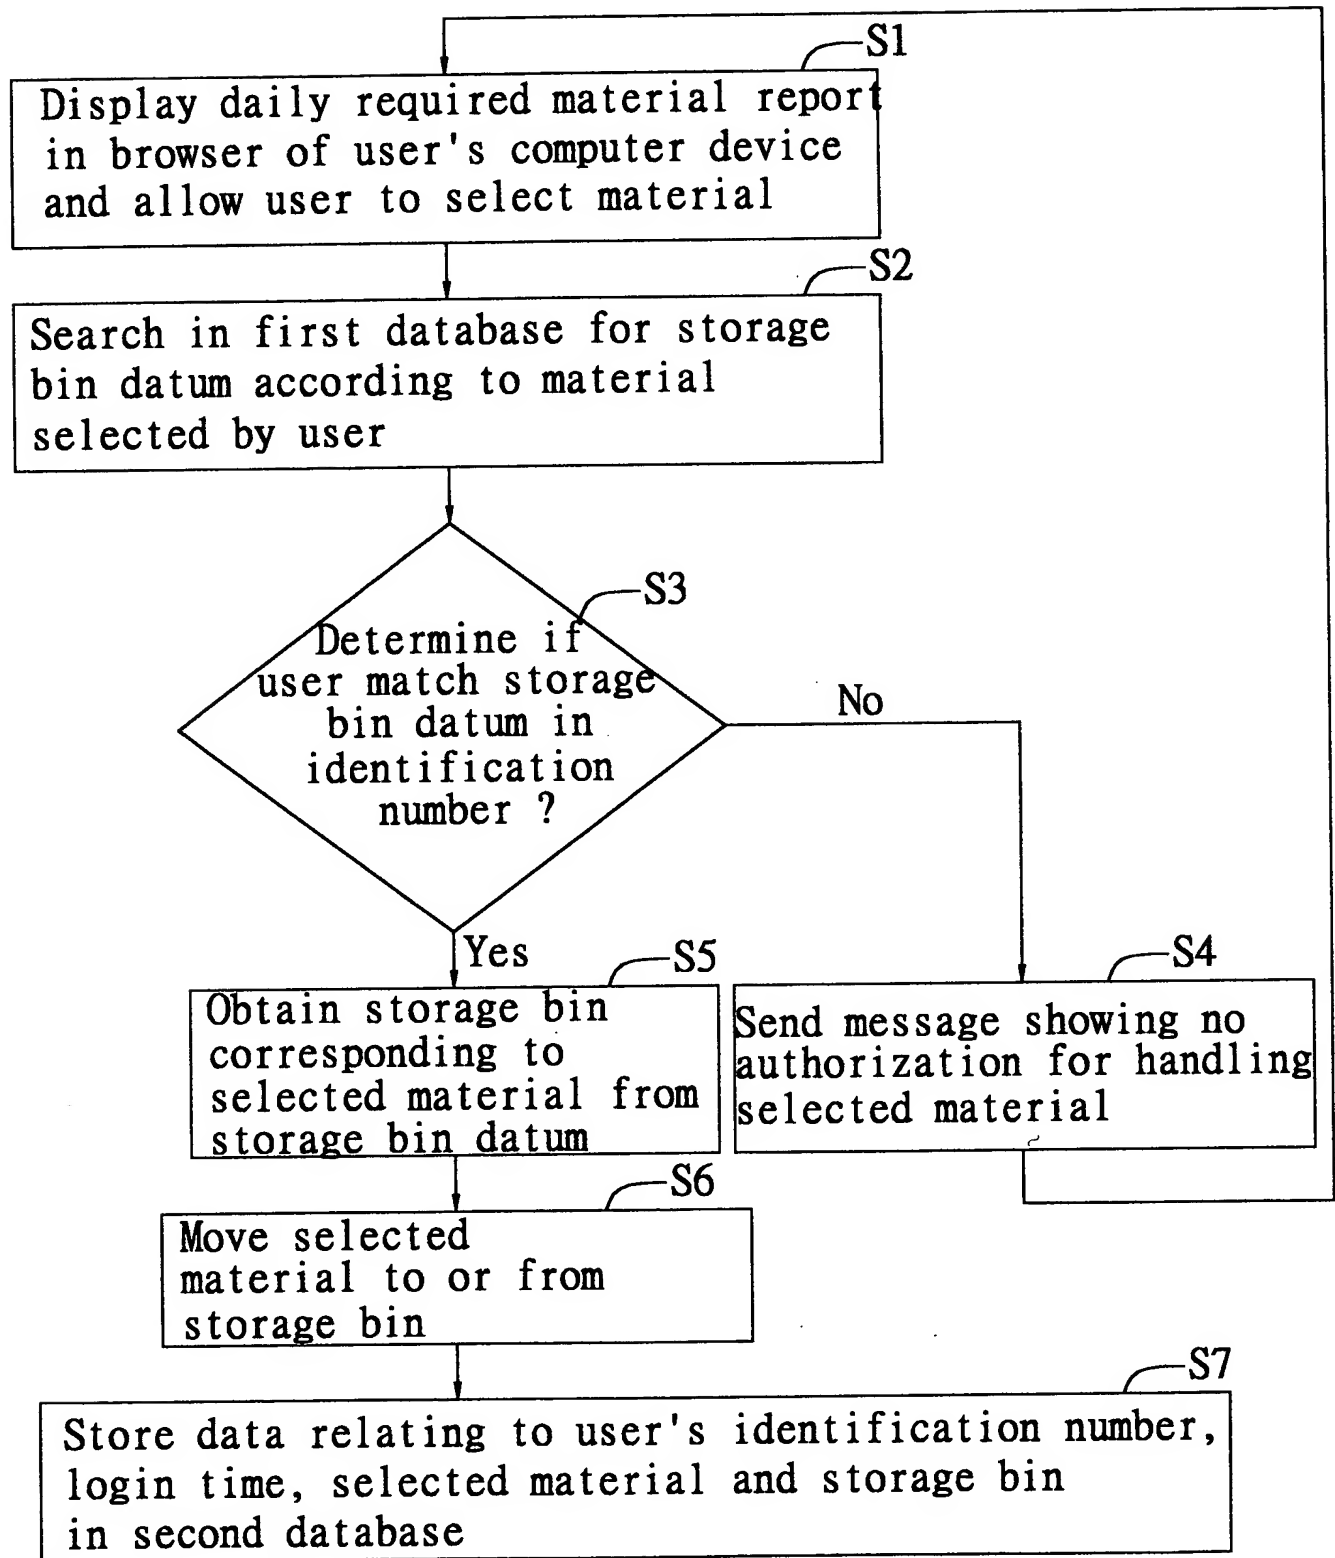 S1
Display daily required material report
in browser of user's computer device
and allow user to select material
S2
Search in first database for storage
bin datum according to material
selected by user
S3
Determine if
user match storage
bin datum in
identification
number ?
No
Yes
S5
Obtain storage bin
corresponding to
selected material from
storage bin datum
S4
Send message showing no
authorization for handling
selected material
S6
Move selected
material to or from
storage bin
S7
Store data relating to user's identification number,
login time, selected material and storage bin
in second database